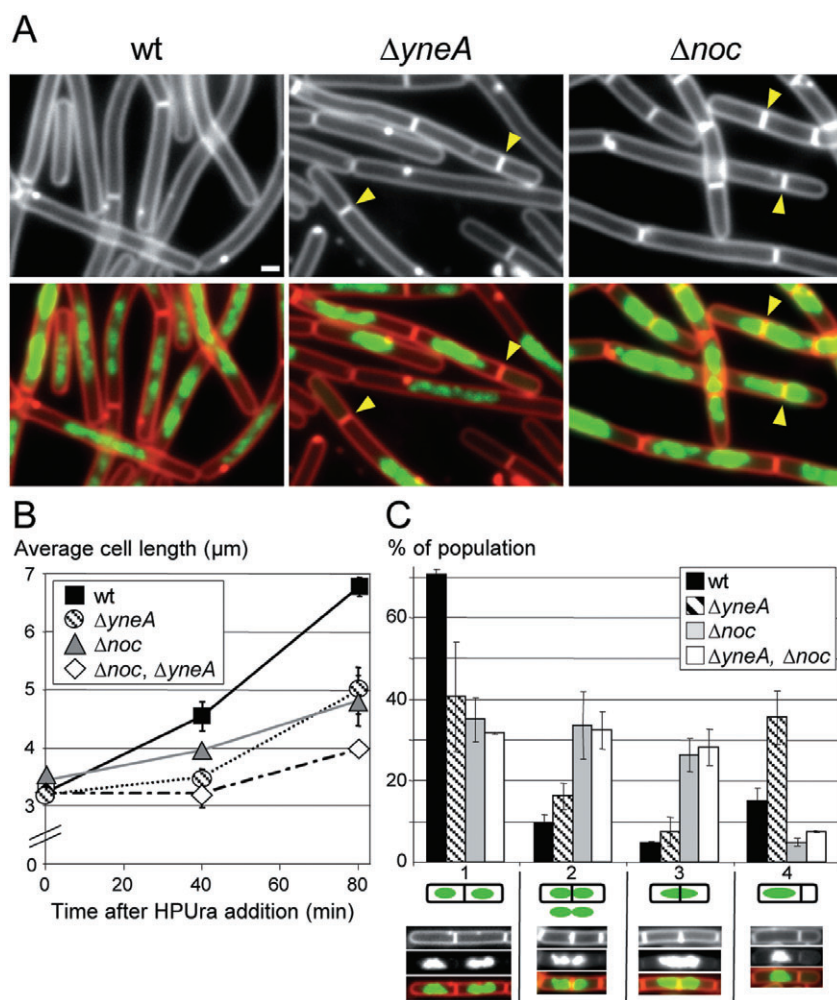 A
wt ΔyneA Δnoc
B
Average cell length (µm)
7
6
5
4
3
0
wt
ΔyneA
Δnoc
Δnoc, ΔyneA
0 20 40 60 80
Time after HPUra addition (min)
C
% of population
60
40
20
0
wt
ΔyneA
Δnoc
ΔyneA, Δnoc
1 2 3 4